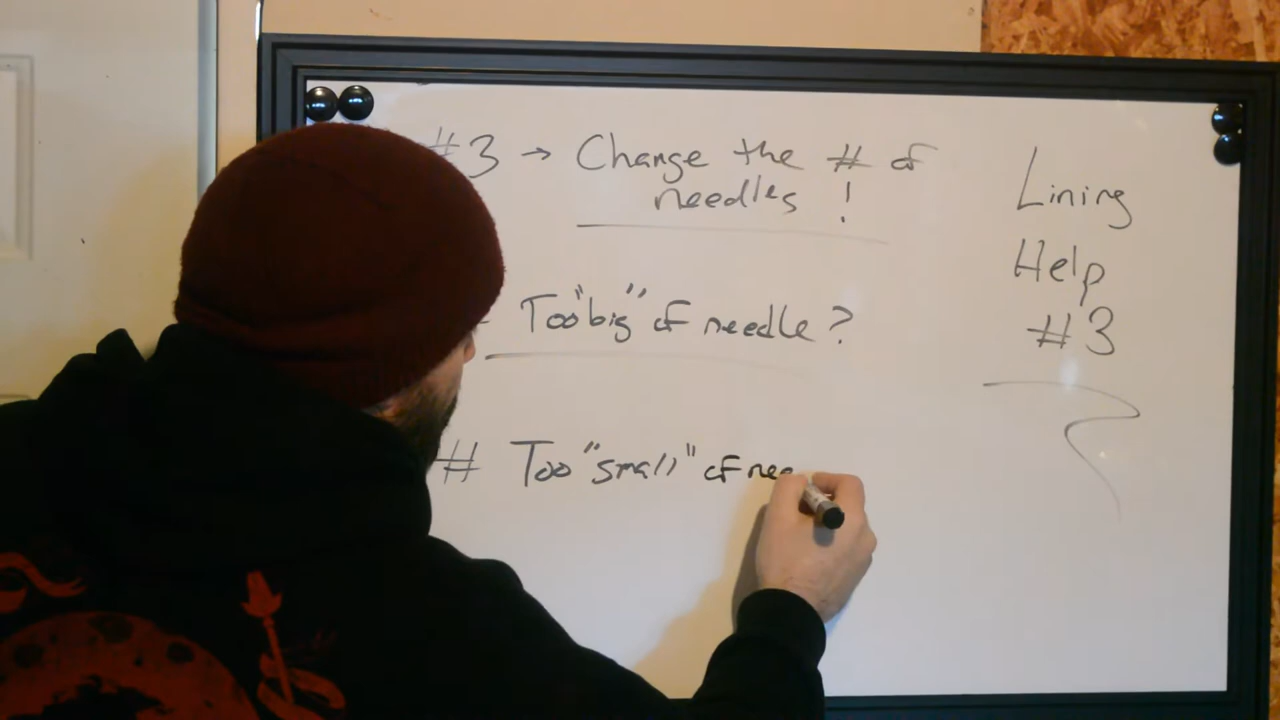 #3 → Change the # of
needles !
Too "big" of needle ?
# Too "small" of nee
Lining
Help
#3